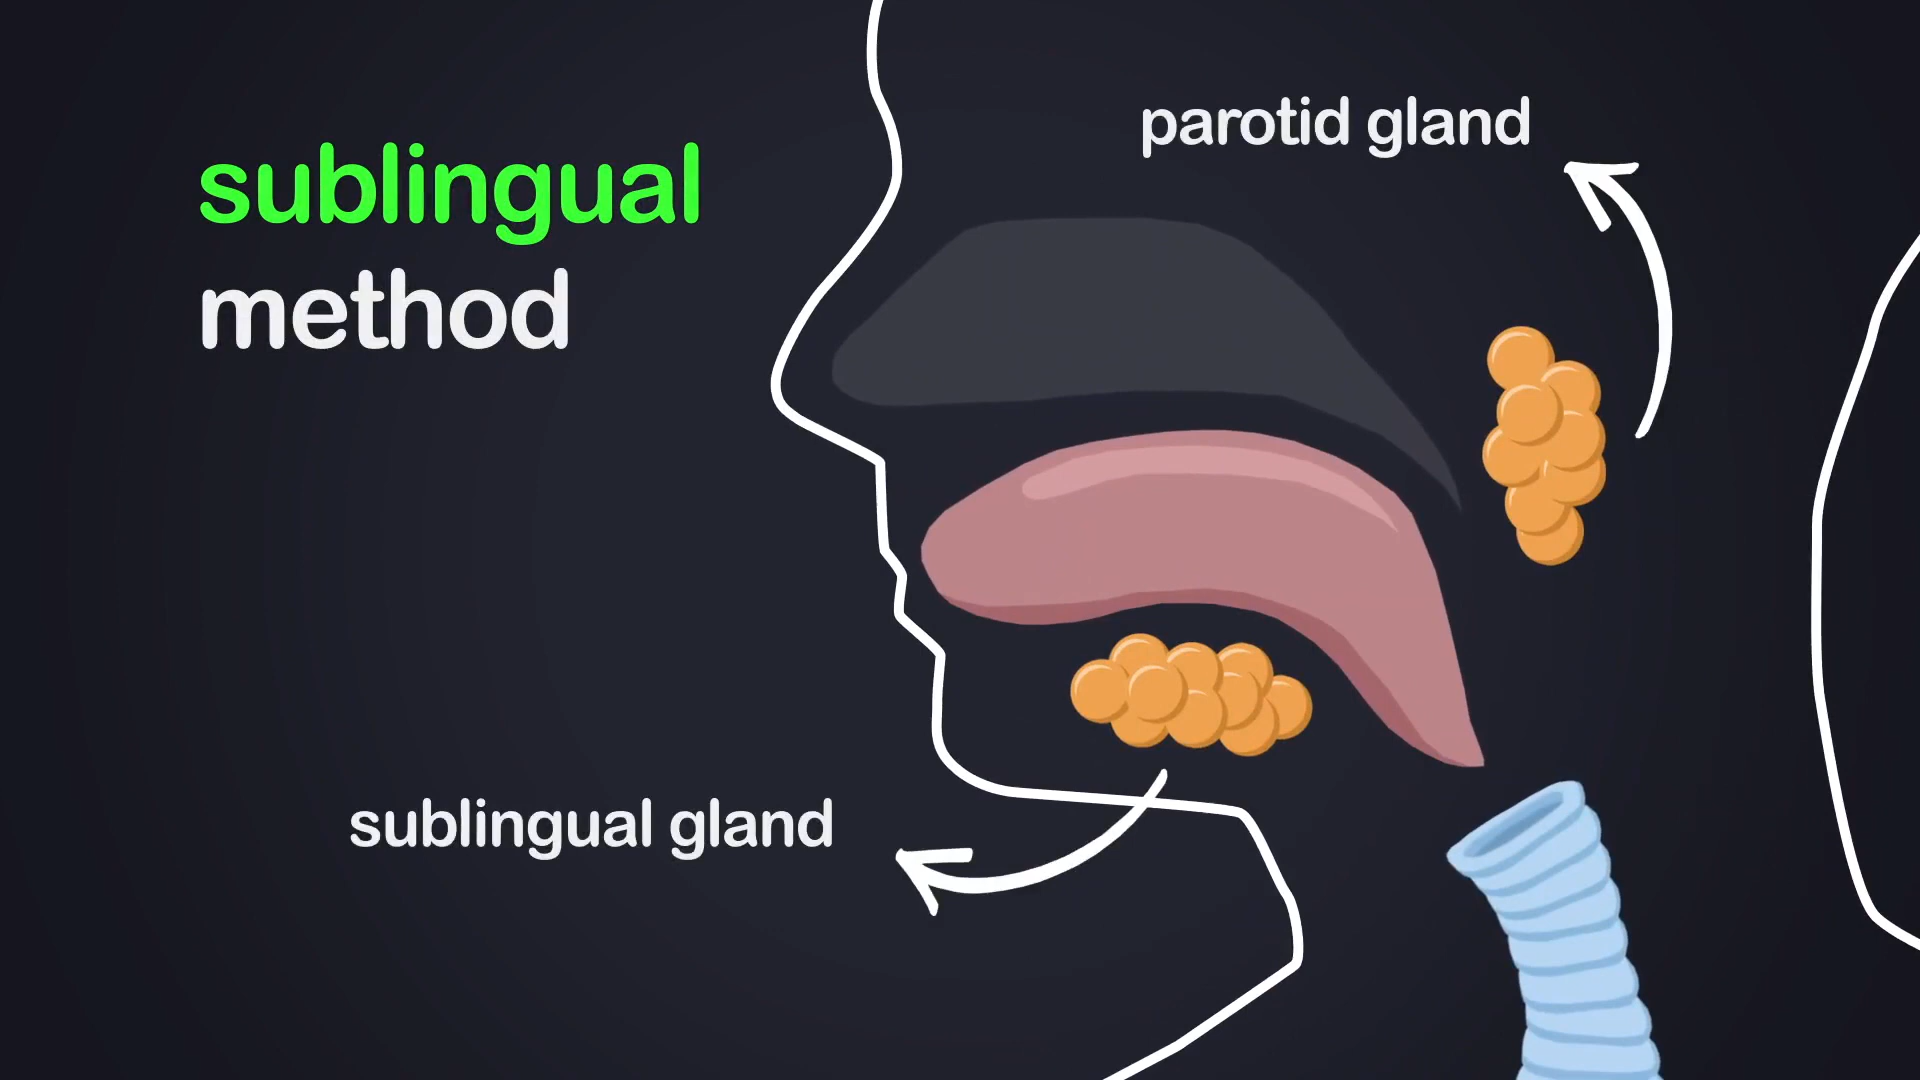 sublingual
method
parotid gland
sublingual gland